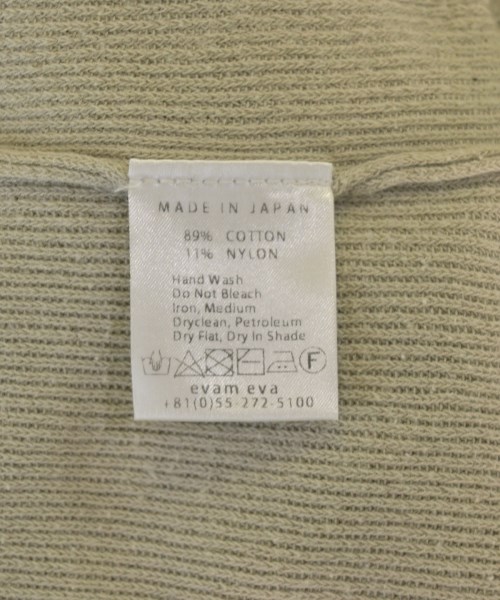 MADE IN JAPAN
89% COTTON
11% NYLON
Hand Wash
Do Not Bleach
Iron, Medium
Dryclean, Petroleum
Dry Flat, Dry In Shade
F
evam eva
+81(0)55-272-5100